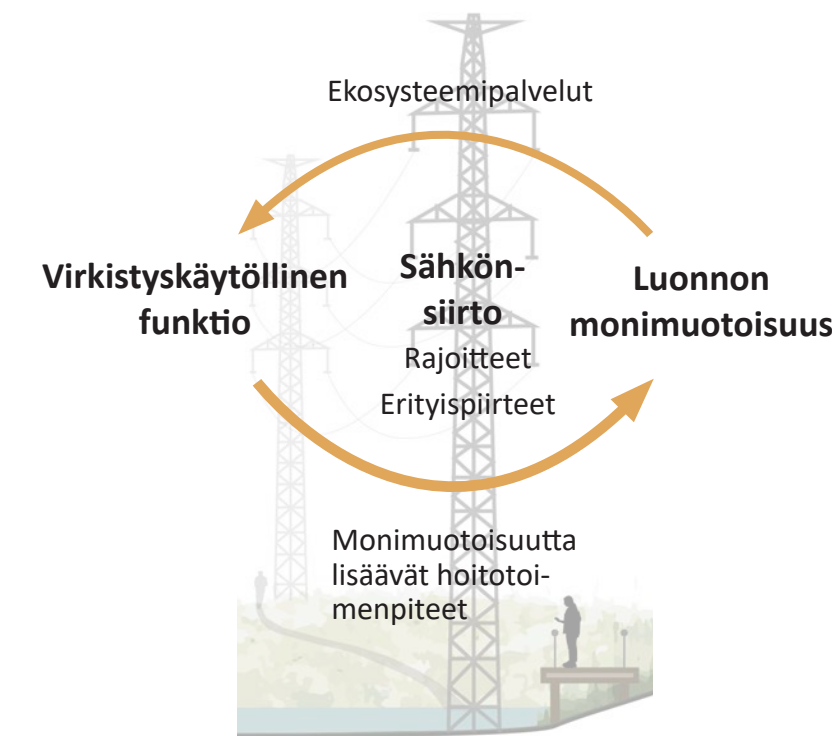 Ekosysteemipalvelut
Virkistyskäytöllinen
funktio
Sähkön-
siirto
Rajoitteet
Erityispiirteet
Luonnon
monimuotoisuus
Monimuotoisuutta
lisäävät hoitotoi-
menpiteet